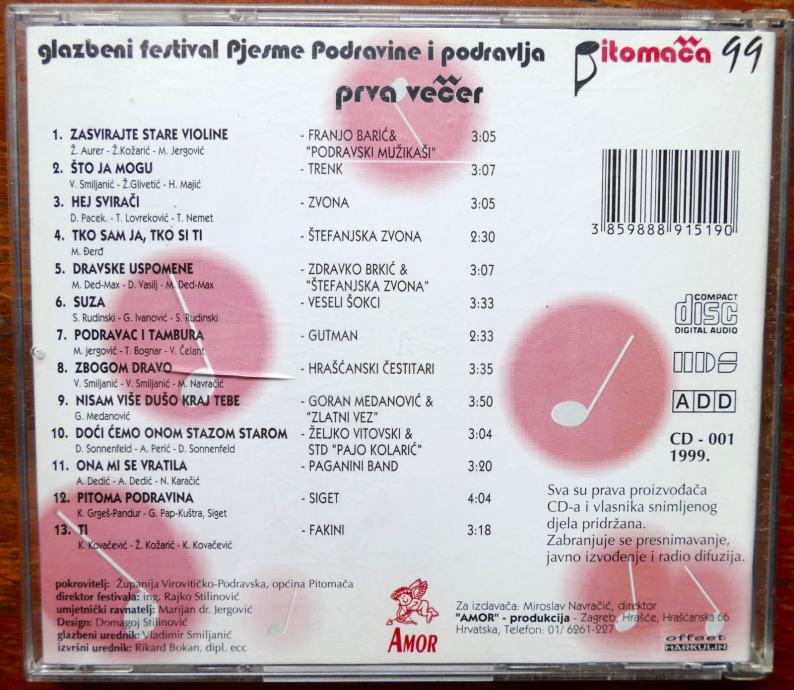 glazbeni festival Pjesme Podravine i podravlja
Pitomača 99
prva večer
1. ZASVIRAJTE STARE VIOLINE - FRANJO BARIĆ& 3:05
Ž. Aurer - Ž.Kožarić - M. Jergović "PODRAVSKI MUŽIKAŠI"
2. ŠTO JA MOGU - TRENK 3:07
V. Smiljanić - Ž.Glivetić - H. Majić
3. HEJ SVIRAČI - ZVONA 3:05
D. Pacek. - T. Lovreković - T. Nemet
4. TKO SAM JA, TKO SI TI - ŠTEFANJSKA ZVONA 2:30
M. Đerđ
5. DRAVSKE USPOMENE - ZDRAVKO BRKIĆ & 3:07
M. Ded-Max - D. Vasilj - M. Ded-Max "ŠTEFANJSKA ZVONA"
6. SUZA - VESELI ŠOKCI 3:33
S. Rudinski - G. Ivanović - S. Rudinski
7. PODRAVAC I TAMBURA - GUTMAN 2:33
M. jergović - T. Bognar - V. Čelant
8. ZBOGOM DRAVO - HRAŠĆANSKI ČESTITARI 3:35
V. Smiljanić - V. Smiljanić - M. Navračić
9. NISAM VIŠE DUŠO KRAJ TEBE - GORAN MEDANOVIĆ & 3:50
G. Medanović "ZLATNI VEZ"
10. DOĆI ĆEMO ONOM STAZOM STAROM - ŽELJKO VITOVSKI & 3:04
D. Sonnenfeld - A. Perić - D. Sonnenfeld STD "PAJO KOLARIĆ"
11. ONA MI SE VRATILA - PAGANINI BAND 3:20
A. Dedić - A. Dedić - N. Karačić
12. PITOMA PODRAVINA - SIGET 4:04
K. Grgeš-Pandur - G. Pap-Kuštra, Siget
13. TI - FAKINI 3:18
K. Kovačević - Ž. Kožarić - K. Kovačević
3 859888 915190
COMPACT
disc
DIGITAL AUDIO
ADD
CD - 001
1999.
Sva su prava proizvođača
CD-a i vlasnika snimljenog
djela pridržana.
Zabranjuje se presnimavanje,
javno izvođenje i radio difuzija.
pokrovitelj: Županija Virovitičko-Podravska, općina Pitomača
direktor festivala: ing. Rajko Stilinović
umjetnički ravnatelj: Marijan dr. Jergović
Design: Domagoj Stilinović
glazbeni urednik: Vladimir Smiljanić
izvršni urednik: Rikard Bokan, dipl. ecc
AMOR
Za izdavača: Miroslav Navračić, direktor
"AMOR" - produkcija - Zagreb, Hrašće, Hrašćanska 66
Hrvatska, Telefon: 01/ 6261-227
offset
MARKULIN